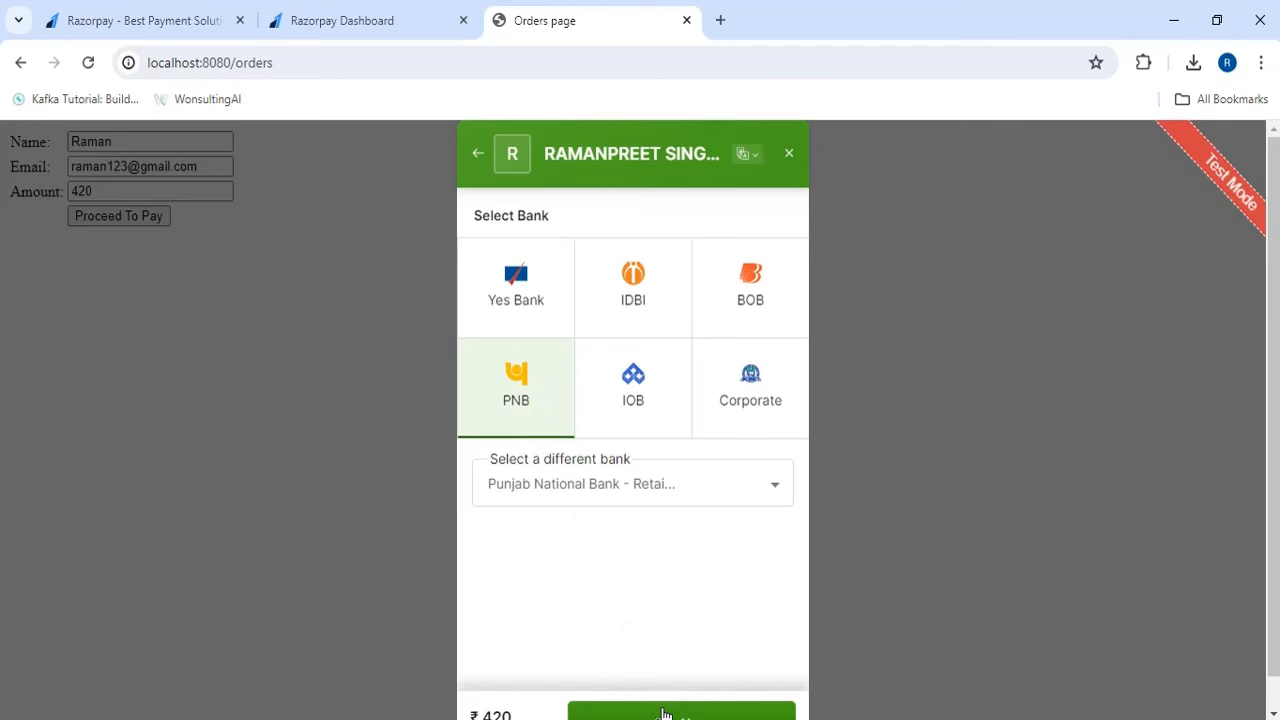 Razorpay - Best Payment Soluti
Razorpay Dashboard
Orders page
localhost:8080/orders
R
Kafka Tutorial: Build...
WonsultingAI
All Bookmarks
Name: Raman
Email: raman123@gmail.com
Amount: 420
Proceed To Pay
R
RAMANPREET SING...
Test Mode
Select Bank
Yes Bank
IDBI
BOB
PNB
IOB
Corporate
Select a different bank
Punjab National Bank - Retai...
₹ 420